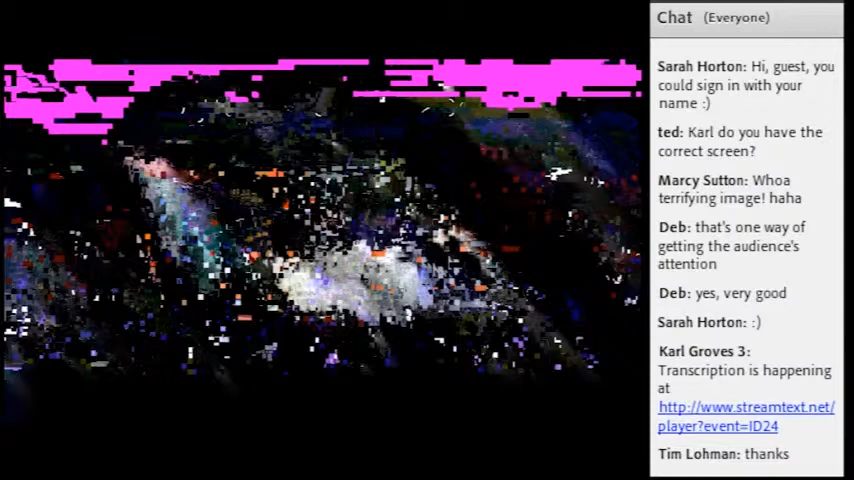 Chat (Everyone)
Sarah Horton: Hi, guest, you
could sign in with your
name :)
ted: Karl do you have the
correct screen?
Marcy Sutton: Whoa
terrifying image! haha
Deb: that's one way of
getting the audience's
attention
Deb: yes, very good
Sarah Horton: :)
Karl Groves 3:
Transcription is happening
at
http://www.streamtext.net/
player?event=ID24
Tim Lohman: thanks